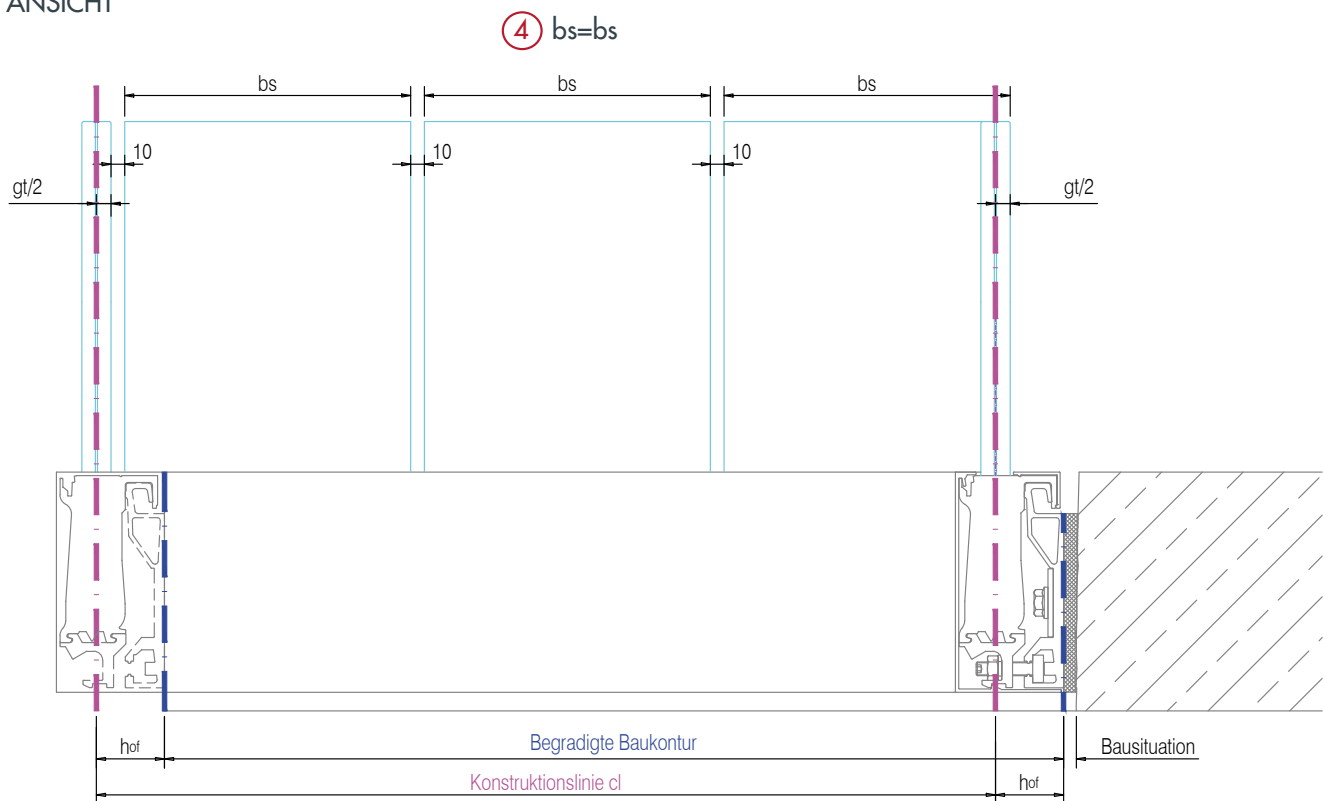 ANSICHT
4 bs=bs
bs bs bs
10 10 10
gt/2 gt/2
hof Begradigte Baukontur Bausituation
Konstruktionslinie cl hof